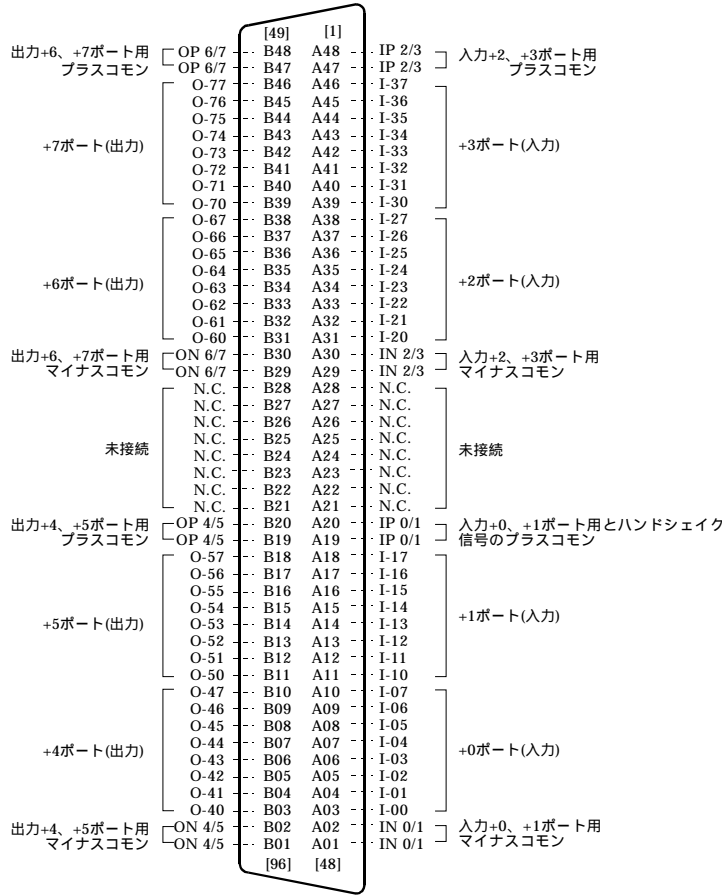 [49] [1]
出力+6、+7ポート用 OP 6/7 B48 A48 IP 2/3 入力+2、+3ポート用
プラスコモン OP 6/7 B47 A47 IP 2/3 プラスコモン
O-77 B46 A46 I-37
O-76 B45 A45 I-36
O-75 B44 A44 I-35
O-74 B43 A43 I-34
+7ポート(出力) O-73 B42 A42 I-33 +3ポート(入力)
O-72 B41 A41 I-32
O-71 B40 A40 I-31
O-70 B39 A39 I-30
O-67 B38 A38 I-27
O-66 B37 A37 I-26
O-65 B36 A36 I-25
O-64 B35 A35 I-24
+6ポート(出力) O-63 B34 A34 I-23 +2ポート(入力)
O-62 B33 A33 I-22
O-61 B32 A32 I-21
O-60 B31 A31 I-20
出力+6、+7ポート用 ON 6/7 B30 A30 IN 2/3 入力+2、+3ポート用
マイナスコモン ON 6/7 B29 A29 IN 2/3 マイナスコモン
N.C. B28 A28 N.C.
N.C. B27 A27 N.C.
N.C. B26 A26 N.C.
N.C. B25 A25 N.C.
未接続 N.C. B24 A24 N.C. 未接続
N.C. B23 A23 N.C.
N.C. B22 A22 N.C.
N.C. B21 A21 N.C.
出力+4、+5ポート用 OP 4/5 B20 A20 IP 0/1 入力+0、+1ポート用とハンドシェイク
プラスコモン OP 4/5 B19 A19 IP 0/1 信号のプラスコモン
O-57 B18 A18 I-17
O-56 B17 A17 I-16
O-55 B16 A16 I-15
O-54 B15 A15 I-14
+5ポート(出力) O-53 B14 A14 I-13 +1ポート(入力)
O-52 B13 A13 I-12
O-51 B12 A12 I-11
O-50 B11 A11 I-10
O-47 B10 A10 I-07
O-46 B09 A09 I-06
O-45 B08 A08 I-05
O-44 B07 A07 I-04
+4ポート(出力) O-43 B06 A06 I-03 +0ポート(入力)
O-42 B05 A05 I-02
O-41 B04 A04 I-01
O-40 B03 A03 I-00
出力+4、+5ポート用 ON 4/5 B02 A02 IN 0/1 入力+0、+1ポート用
マイナスコモン ON 4/5 B01 A01 IN 0/1 マイナスコモン
[96] [48]